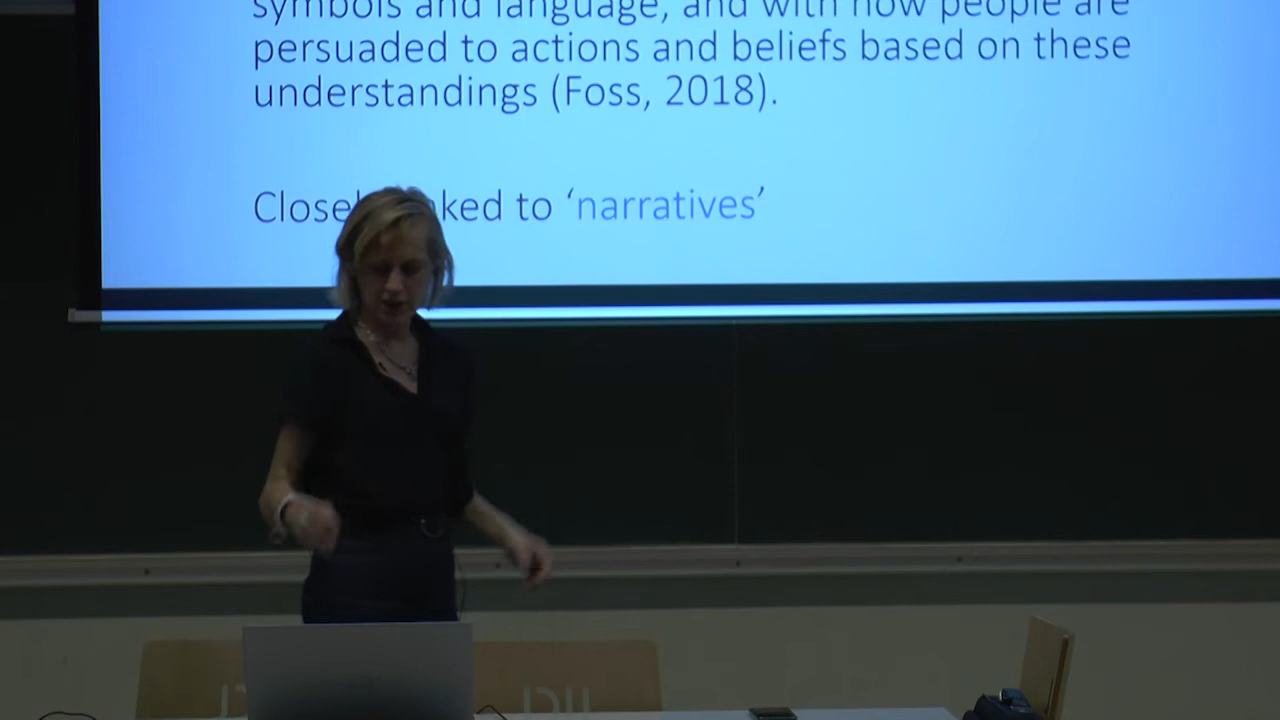 symbols and language, and with how people are
persuaded to actions and beliefs based on these
understandings (Foss, 2018).
to 'narratives'